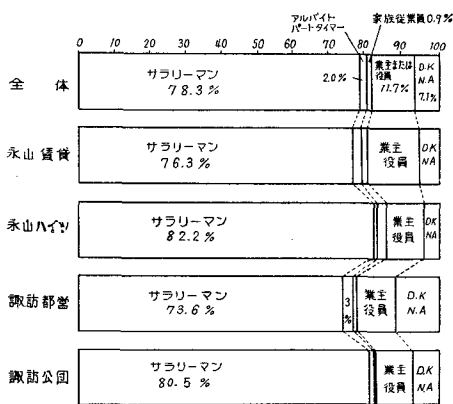 アルバイト
パートタイマー
家族従業員0.9%
0 10 20 30 40 50 60 70 80 90 100
全体
サラリーマン
78.3%
2.0%
業主または
役員
11.7%
D.K
N.A
7.1%
永山賃貸
サラリーマン
76.3%
業主
役員
DK
NA
永山ハイツ
サラリーマン
82.2%
業主
役員
DK
NA
諏訪都営
サラリーマン
73.6%
3
%
業主
役員
D.K
N.A
諏訪公団
サラリーマン
80.5%
業主
役員
D.K
N.A